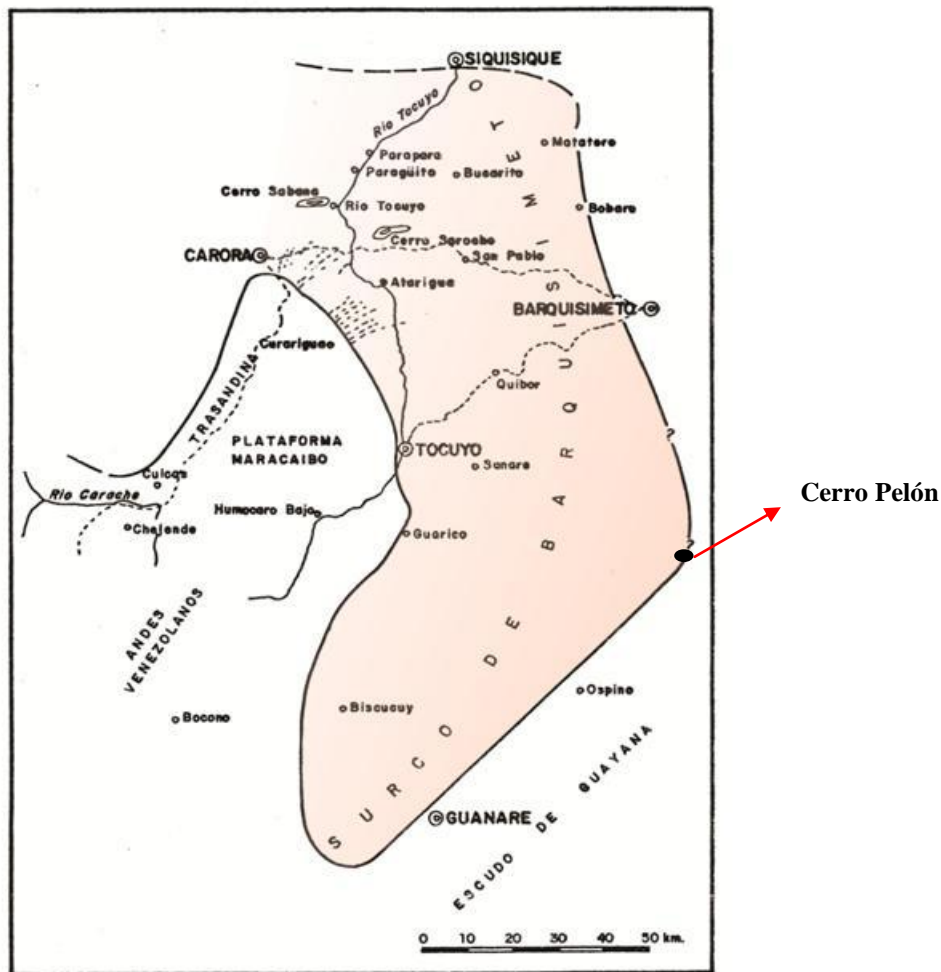 SIQUISIQUE
Rio Tocuyo
Matatere
Parapara
Paragüito
Bucarito
Cerro Sabana
Rio Tocuyo
Bobare
Cerro Saroche
CARORA
San Pablo
Atarigua
BARQUISIMETO
Curarigua
Quibor
TRASANDINA
PLATAFORMA
MARACAIBO
TOCUYO
Sanare
Cuicas
Rio Carache
Humocaro Bajo
Chejende
Guarico
?
?
Cerro Pelón
ANDES
VENEZOLANOS
Ospino
Bocono
Biscucuy
GUANARE
SURCO DE BARQUISIMETO
ESCUDO DE GUAYANA
0 10 20 30 40 50 km.